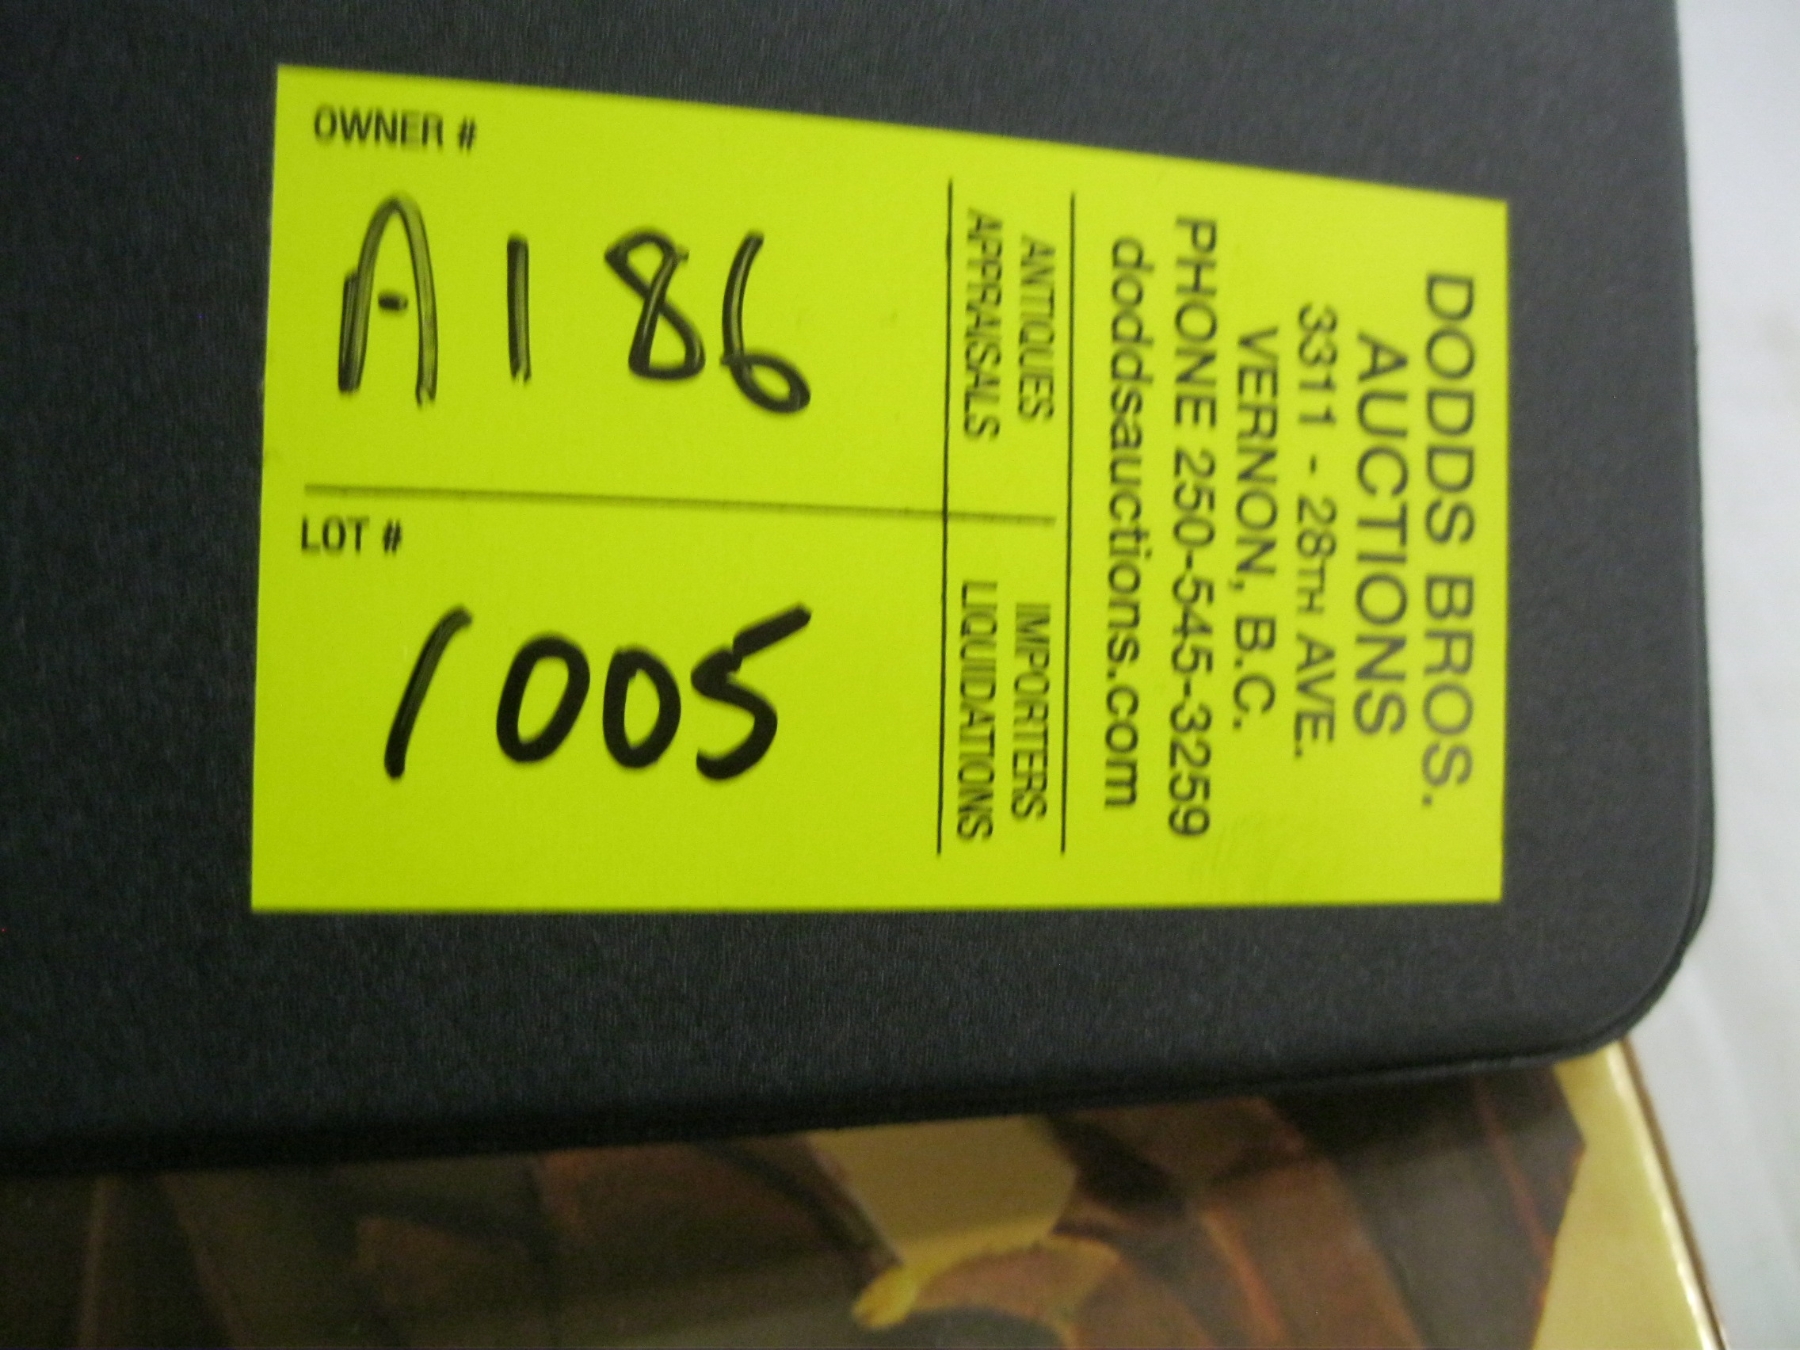 DODDS BROS.
AUCTIONS
3311 - 28TH AVE.
VERNON, B.C.
PHONE 250-545-3259
doddsauctions.com
ANTIQUES IMPORTERS
APPRAISALS LIQUIDATIONS
OWNER #
A186
LOT #
1005